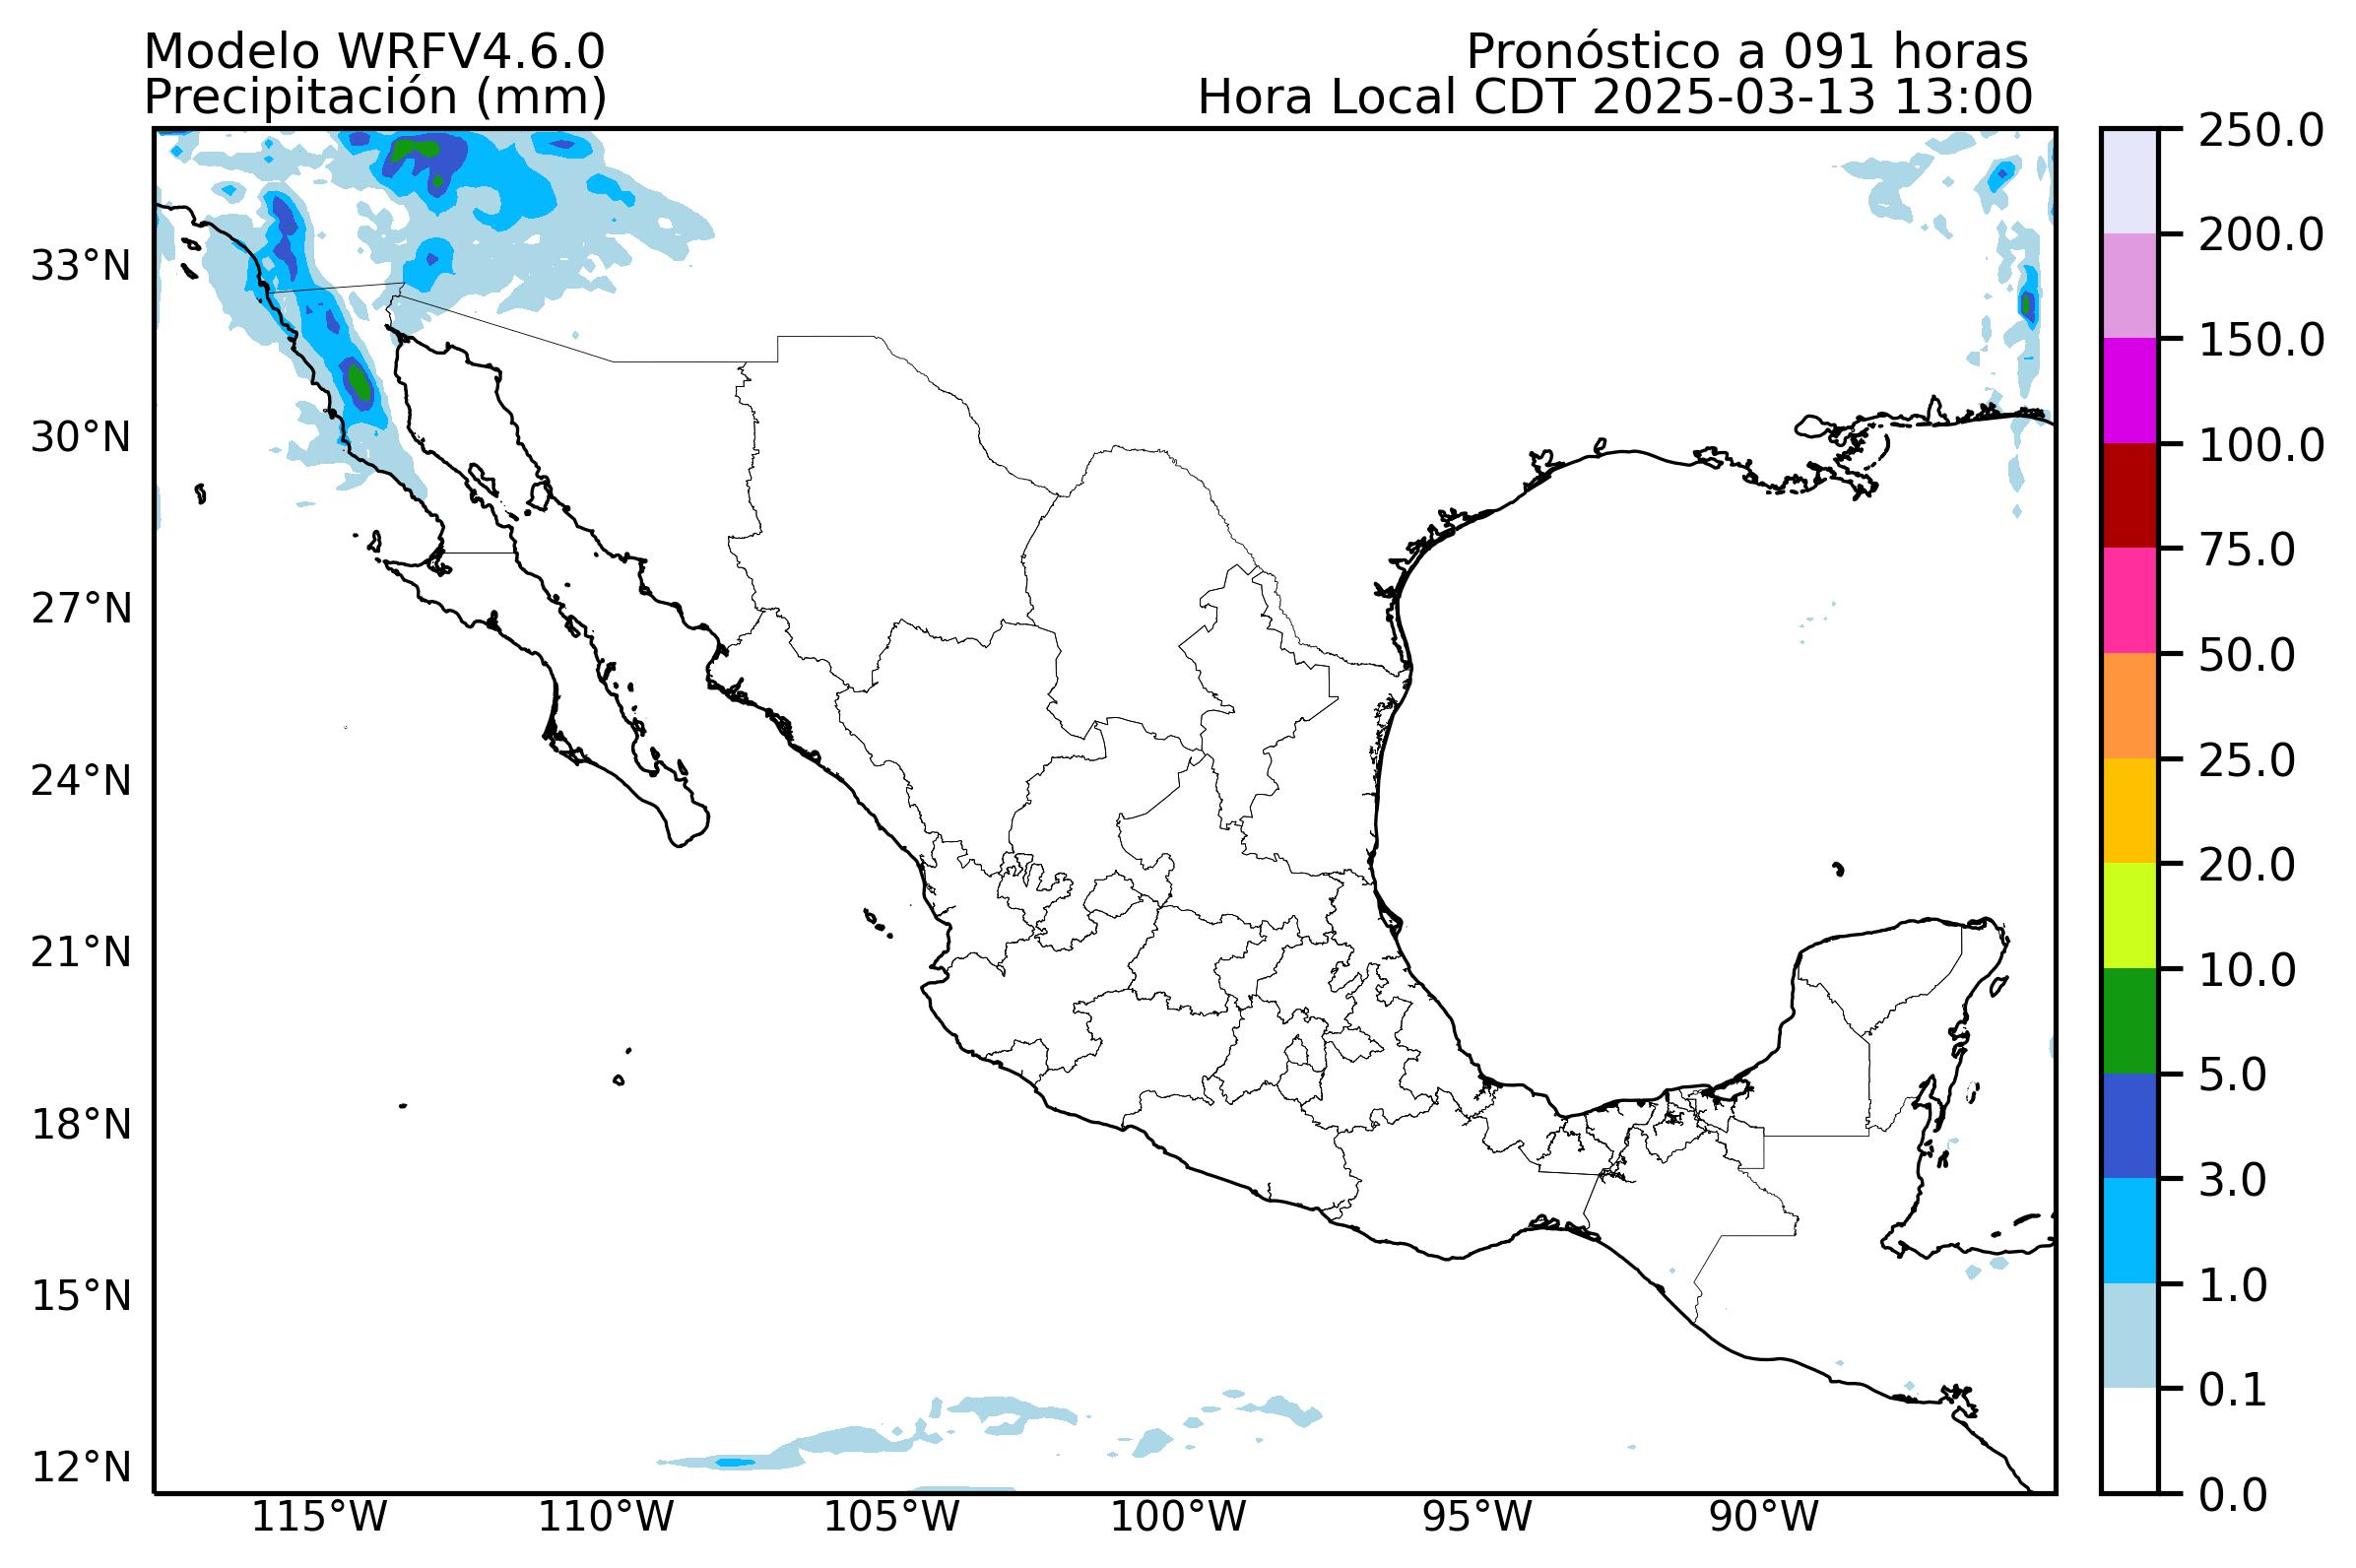 Modelo WRFV4.6.0
Precipitación (mm)
Pronóstico a 091 horas
Hora Local CDT 2025-03-13 13:00
33°N
30°N
27°N
24°N
21°N
18°N
15°N
12°N
115°W
110°W
105°W
100°W
95°W
90°W
250.0
200.0
150.0
100.0
75.0
50.0
25.0
20.0
10.0
5.0
3.0
1.0
0.1
0.0